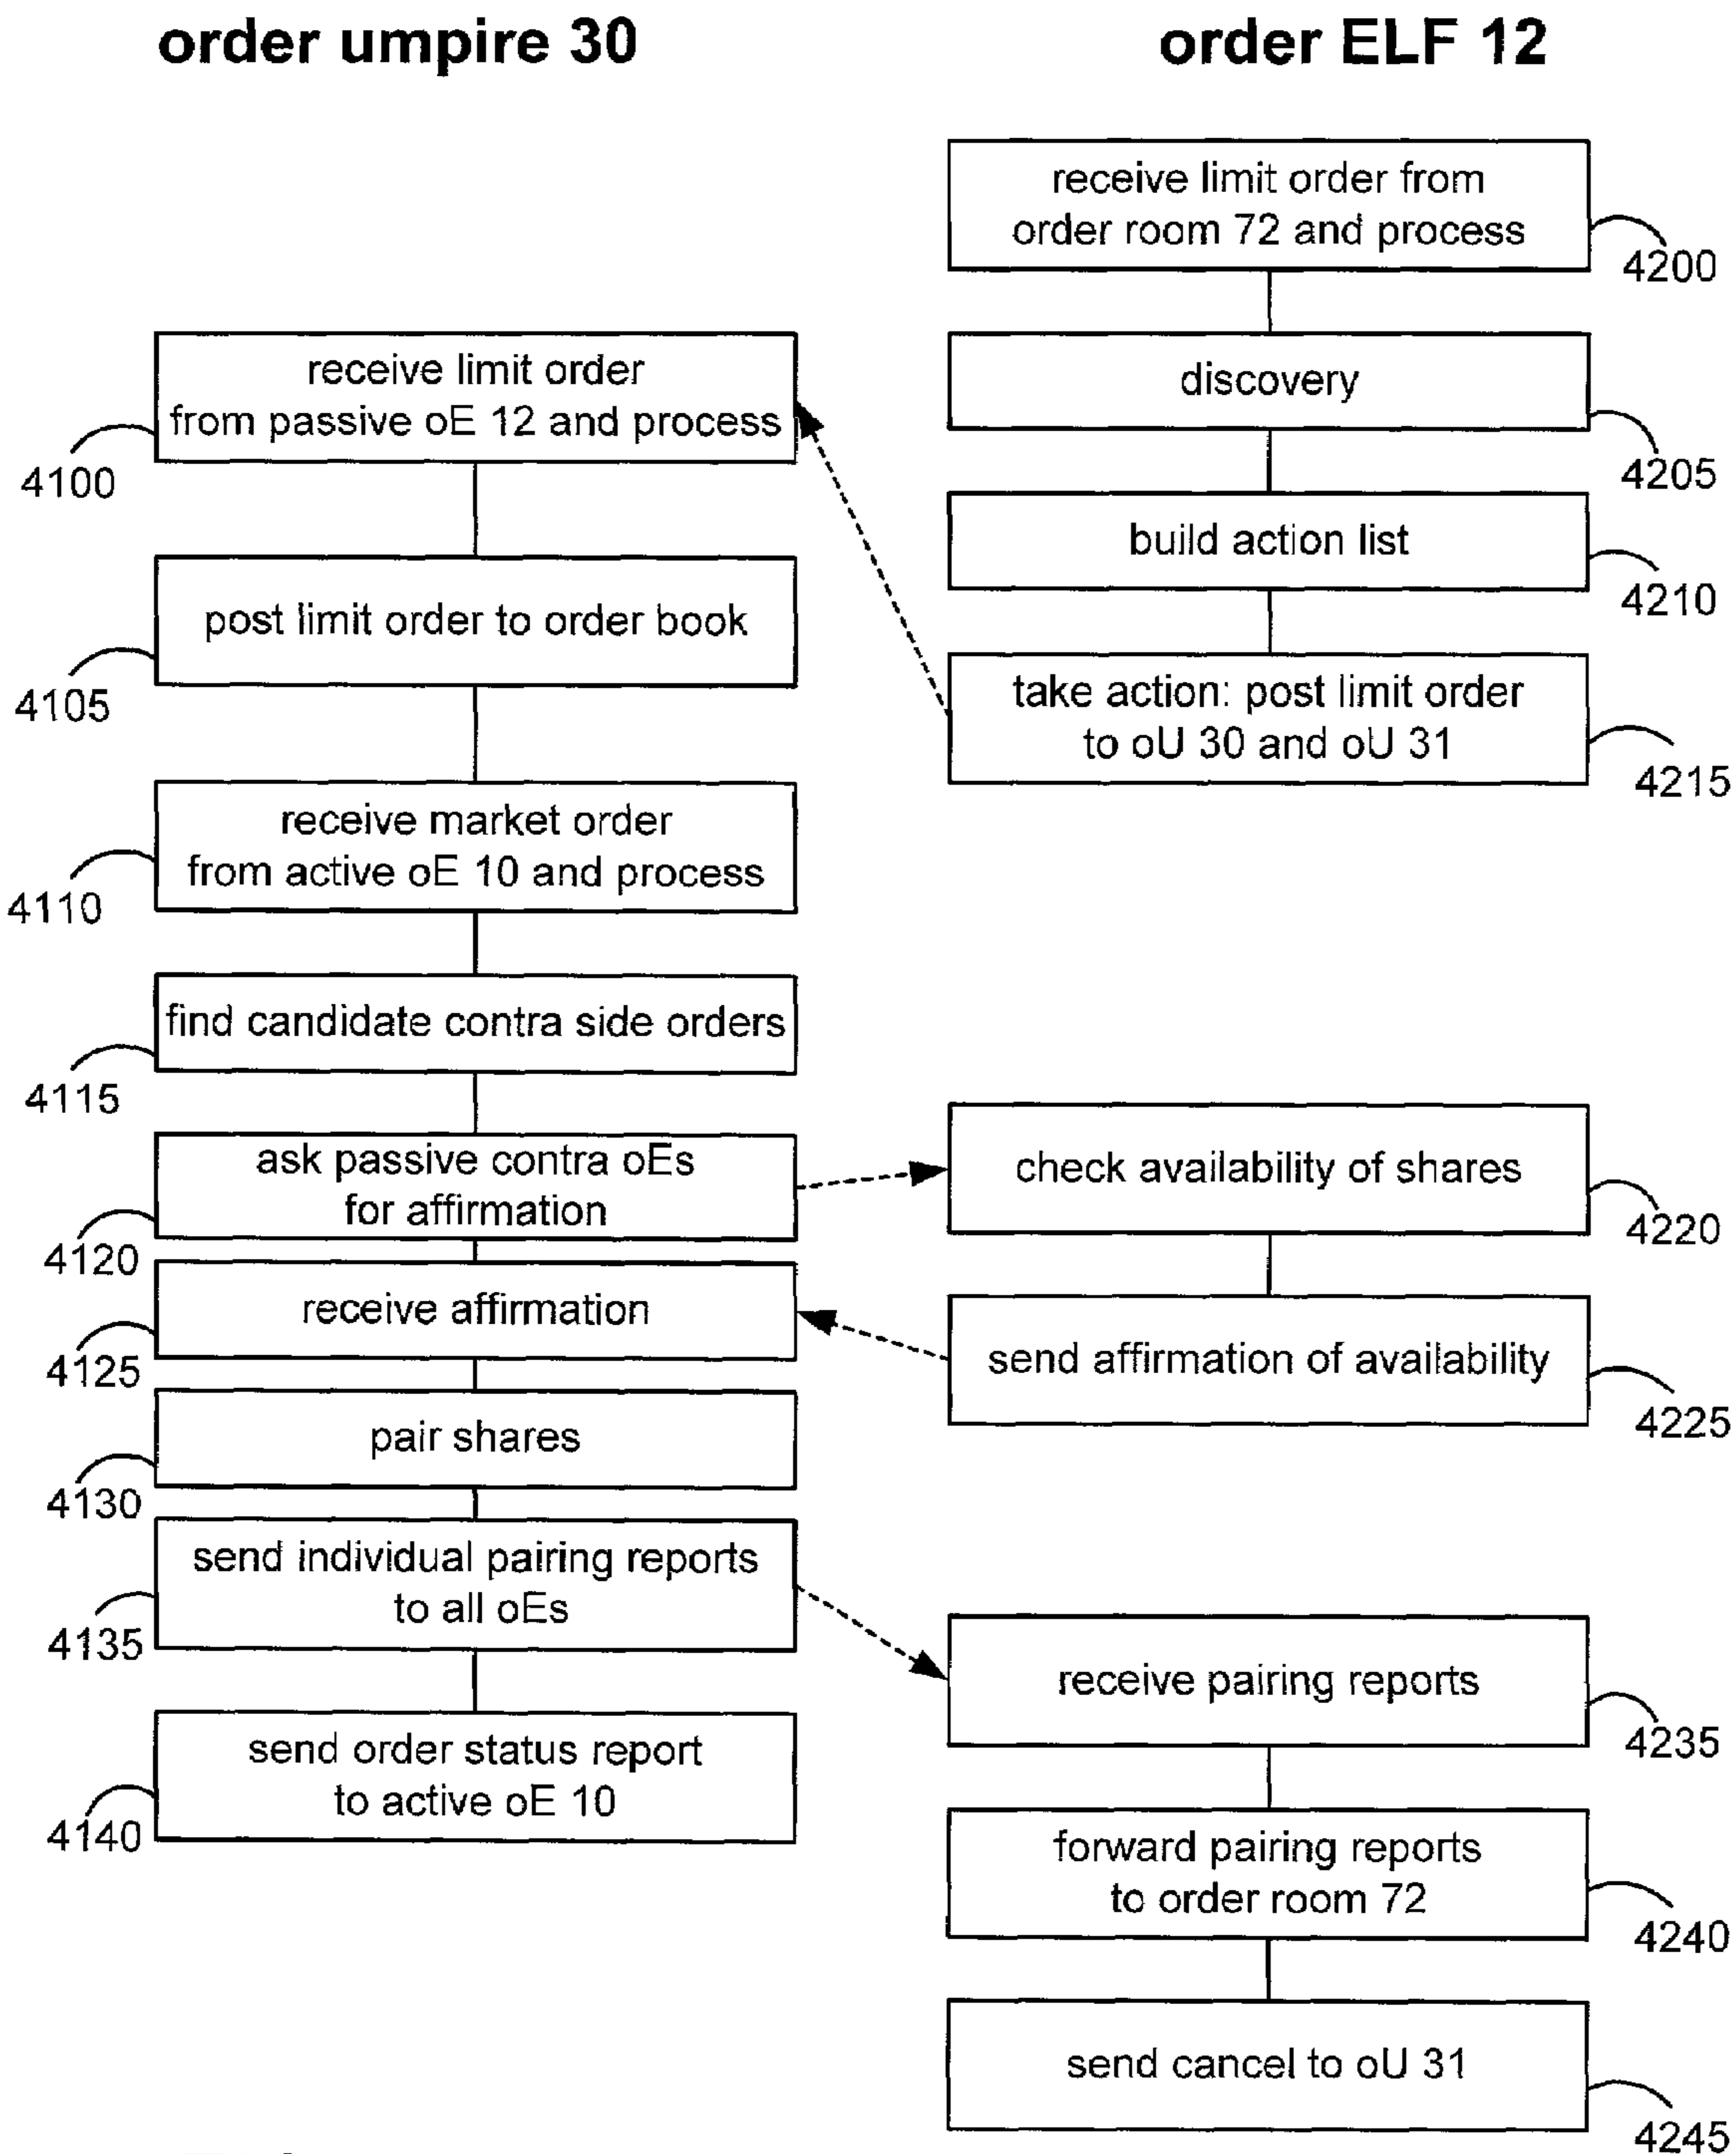 order umpire 30
order ELF 12
receive limit order from
order room 72 and process
4200
receive limit order
from passive oE 12 and process
4100
discovery
4205
build action list
4210
post limit order to order book
4105
take action: post limit order
to oU 30 and oU 31
4215
receive market order
from active oE 10 and process
4110
find candidate contra side orders
4115
ask passive contra oEs
for affirmation
4120
check availability of shares
4220
receive affirmation
4125
send affirmation of availability
4225
pair shares
4130
send individual pairing reports
to all oEs
4135
receive pairing reports
4235
send order status report
to active oE 10
4140
forward pairing reports
to order room 72
4240
send cancel to oU 31
4245